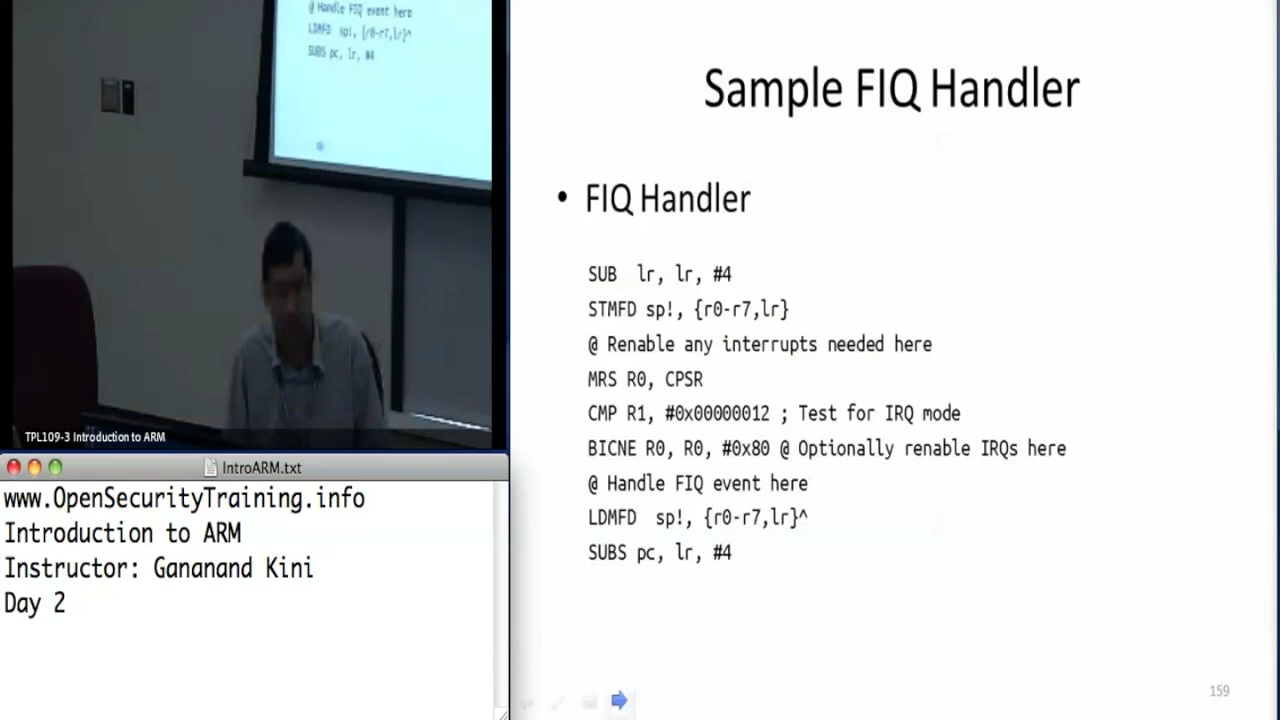 @ Handle FIQ event here
LDMFD sp!, {r0-r7,lr}^
SUBS pc, lr, #4
TPL109-3 Introduction to ARM
IntroARM.txt
www.OpenSecurityTraining.info
Introduction to ARM
Instructor: Gananand Kini
Day 2
Sample FIQ Handler
• FIQ Handler
SUB lr, lr, #4
STMFD sp!, {r0-r7,lr}
@ Renable any interrupts needed here
MRS R0, CPSR
CMP R1, #0x00000012 ; Test for IRQ mode
BICNE R0, R0, #0x80 @ Optionally renable IRQs here
@ Handle FIQ event here
LDMFD sp!, {r0-r7,lr}^
SUBS pc, lr, #4
159